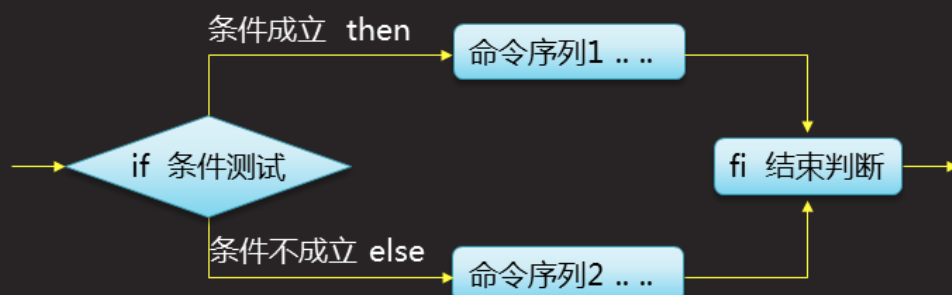 条件成立 then
命令序列1 .. ..
if 条件测试
fi 结束判断
条件不成立 else
命令序列2 .. ..